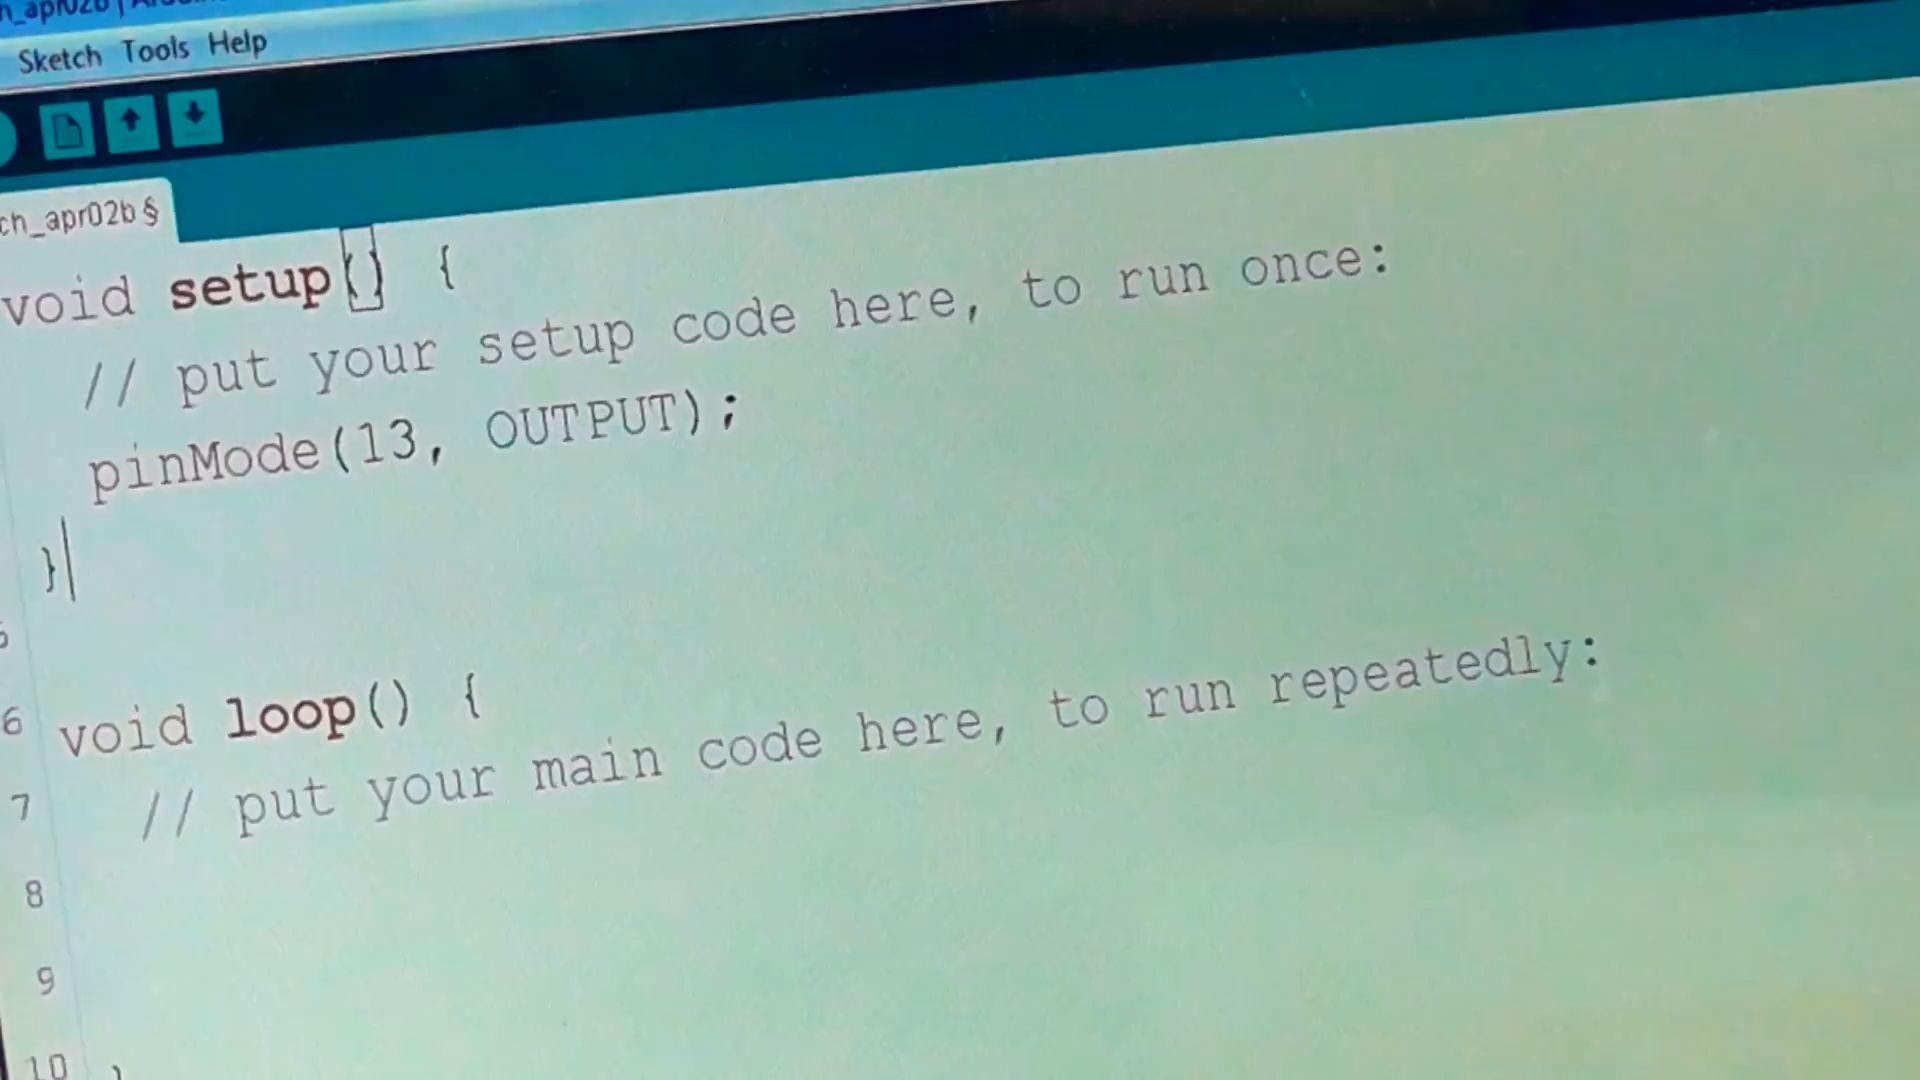 Sketch Tools Help
ch_apr02b §
void setup() {
// put your setup code here, to run once:
pinMode(13, OUTPUT);
}
6 void loop() {
7 // put your main code here, to run repeatedly:
8
9
10